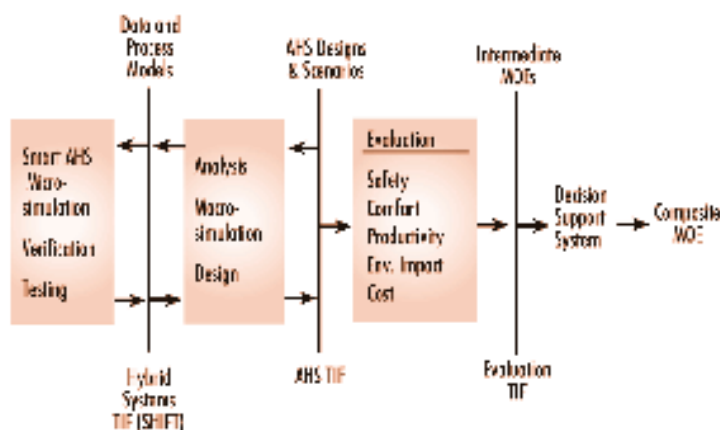 Data and
Process
Models
AHS Designs
& Scenarios
Intermediate
MOEs
Smart AHS
Micro-
simulation
Verification
Testing
Analysis
Macro-
simulation
Design
Evaluation
Safety
Comfort
Productivity
Env. Impact
Cost
Decision
Support
System
Composite
MOE
Hybrid
Systems
TIF (SHIFT)
AHS TIF
Evaluation
TIF